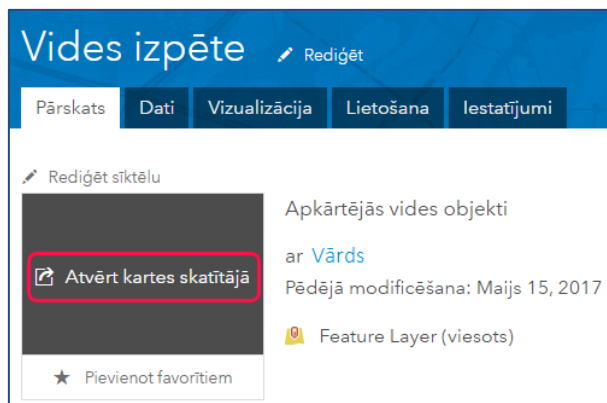 Vides izpēte Rediģēt
Pārskats Dati Vizualizācija Lietošana Iestatījumi
Rediģēt sīktēlu
Apkārtējās vides objekti
Atvērt kartes skatītājā
ar Vārds
Pēdējā modificēšana: Maijs 15, 2017
Feature Layer (viesots)
Pievienot favorītiem